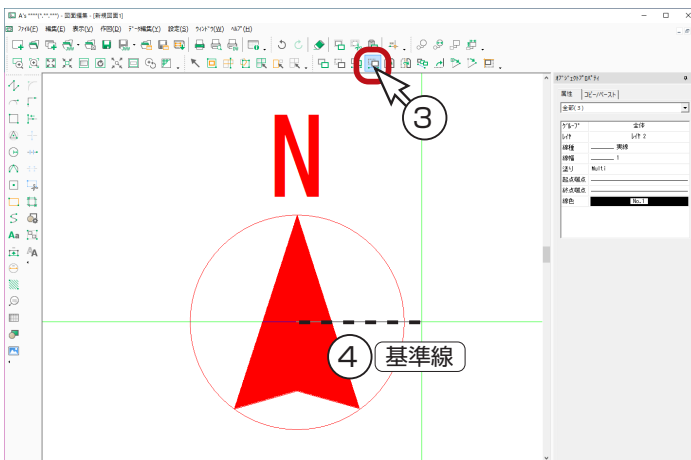 A's ****(*.**.***) - 図面編集 - [新規図面1]
ファイル(F) 編集(E) 表示(V) 作図(D) データ編集(Y) 設定(S) ウインドウ(W) ヘルプ(H)
③
オブジェクトプロパティ
属性 コピー/ペースト
全部(3)
グループ 全体
レイヤ レイヤ 2
線種 実線
線幅 1
塗り Multi
起点端点
終点端点
線色 No.1
N
Aa
④ 基準線